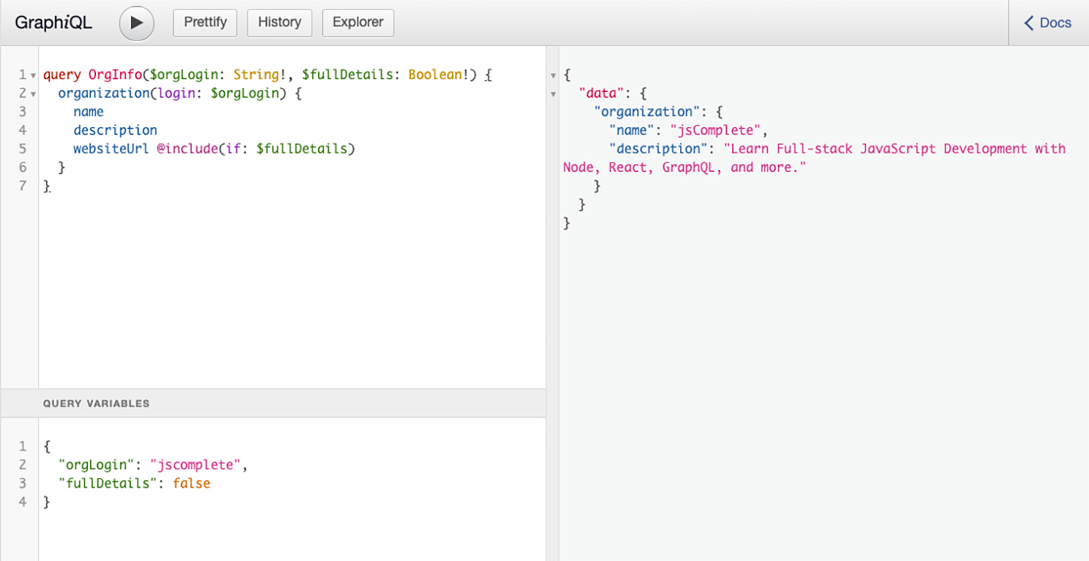 GraphiQL
Prettify
History
Explorer
Docs
1 query OrgInfo($orgLogin: String!, $fullDetails: Boolean!) {
2   organization(login: $orgLogin) {
3     name
4     description
5     websiteUrl @include(if: $fullDetails)
6   }
7 }
QUERY VARIABLES
1 {
2   "orgLogin": "jscomplete",
3   "fullDetails": false
4 }
{
  "data": {
    "organization": {
      "name": "jsComplete",
      "description": "Learn Full-stack JavaScript Development with
Node, React, GraphQL, and more."
    }
  }
}